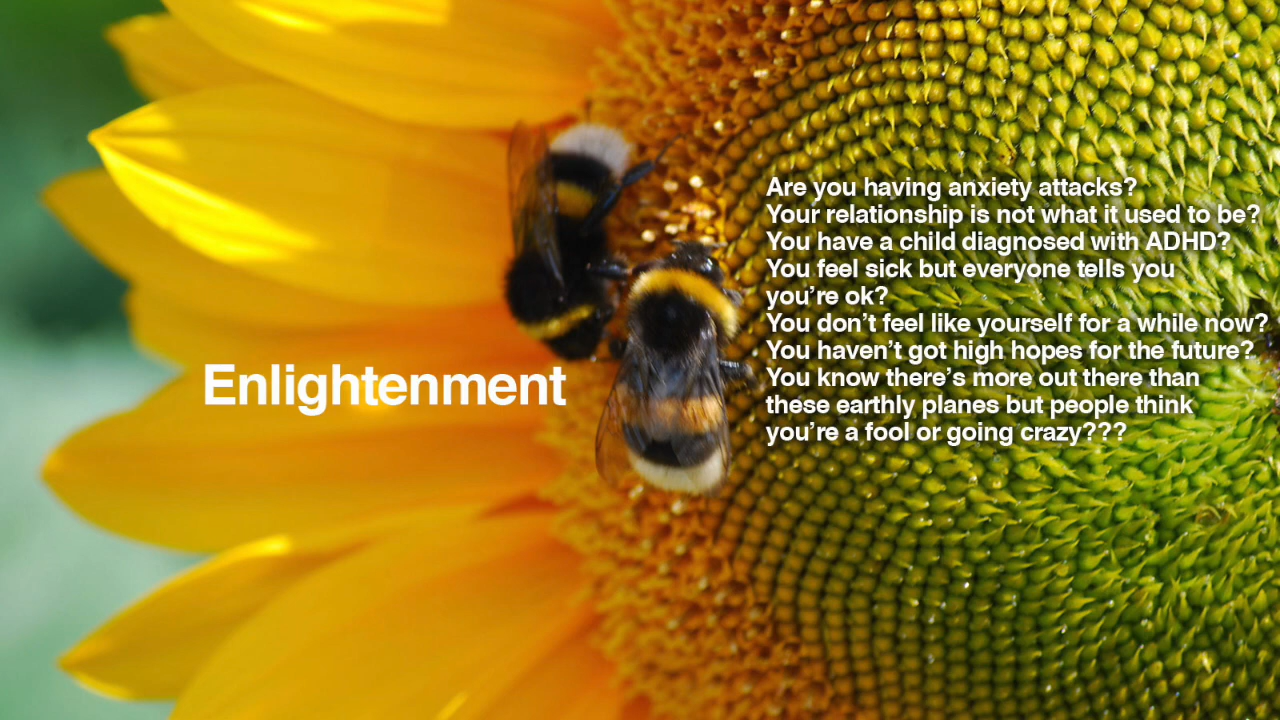 Enlightenment
Are you having anxiety attacks?
Your relationship is not what it used to be?
You have a child diagnosed with ADHD?
You feel sick but everyone tells you
you’re ok?
You don’t feel like yourself for a while now?
You haven’t got high hopes for the future?
You know there’s more out there than
these earthly planes but people think
you’re a fool or going crazy???